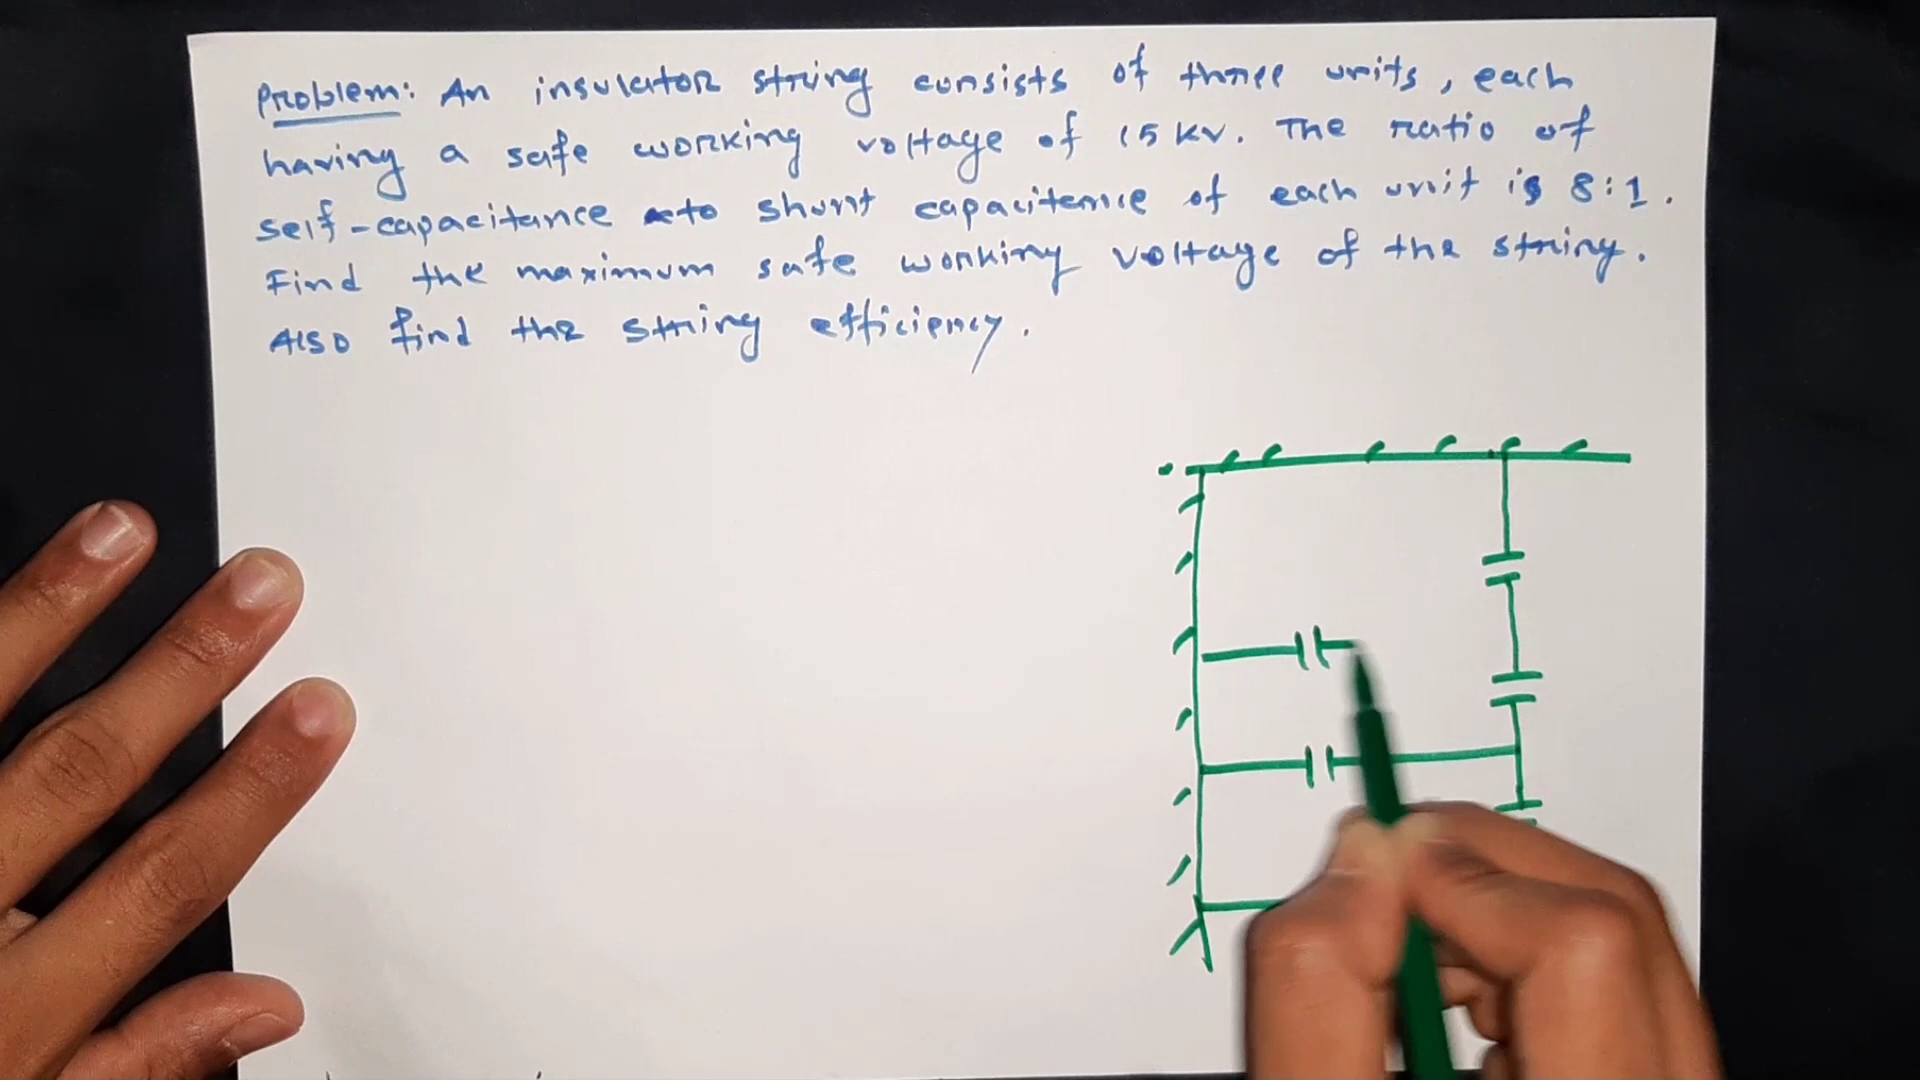 Problem: An insulator string consists of three units, each
having a safe working voltage of 15 kv. The ratio of
self-capacitance to shunt capacitence of each unit is 8:1.
Find the maximum safe working voltage of the string.
Also find the string efficiency.